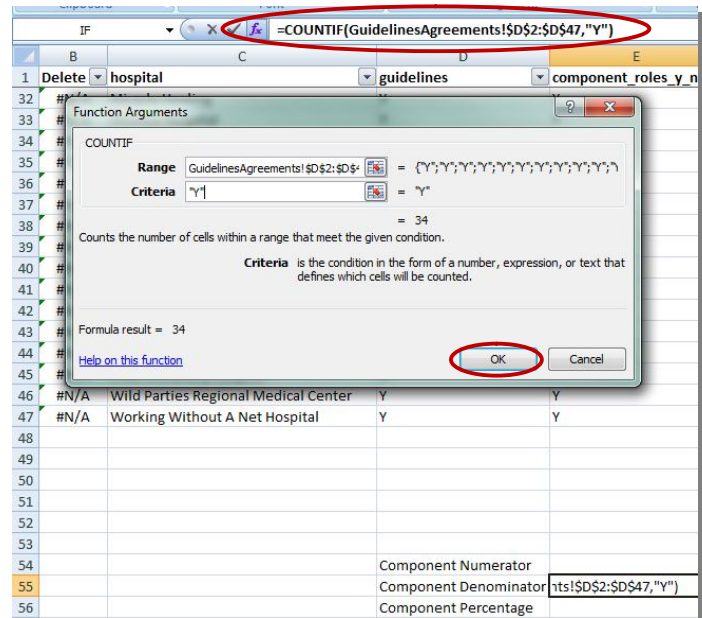 IF =COUNTIF(GuidelinesAgreements!$D$2:$D$47,"Y")
B C D E
1 Delete hospital guidelines component_roles_y_n
32 #N/A
33 #
34 #
35 #
36 #
37 #
38 #
39 #
40 #
41 #
42 #
43 #
44 #
45 #
Function Arguments
COUNTIF
Range GuidelinesAgreements!$D$2:$D$4 = {"Y";"Y";"Y";"Y";"Y";"Y";"Y";"Y";"Y";"Y";"Y";"
Criteria "Y" = "Y"
= 34
Counts the number of cells within a range that meet the given condition.
Criteria is the condition in the form of a number, expression, or text that
defines which cells will be counted.
Formula result = 34
Help on this function OK Cancel
46 #N/A Wild Parties Regional Medical Center Y Y
47 #N/A Working Without A Net Hospital Y Y
48
49
50
51
52
53
54 Component Numerator
55 Component Denominator nts!$D$2:$D$47,"Y")
56 Component Percentage